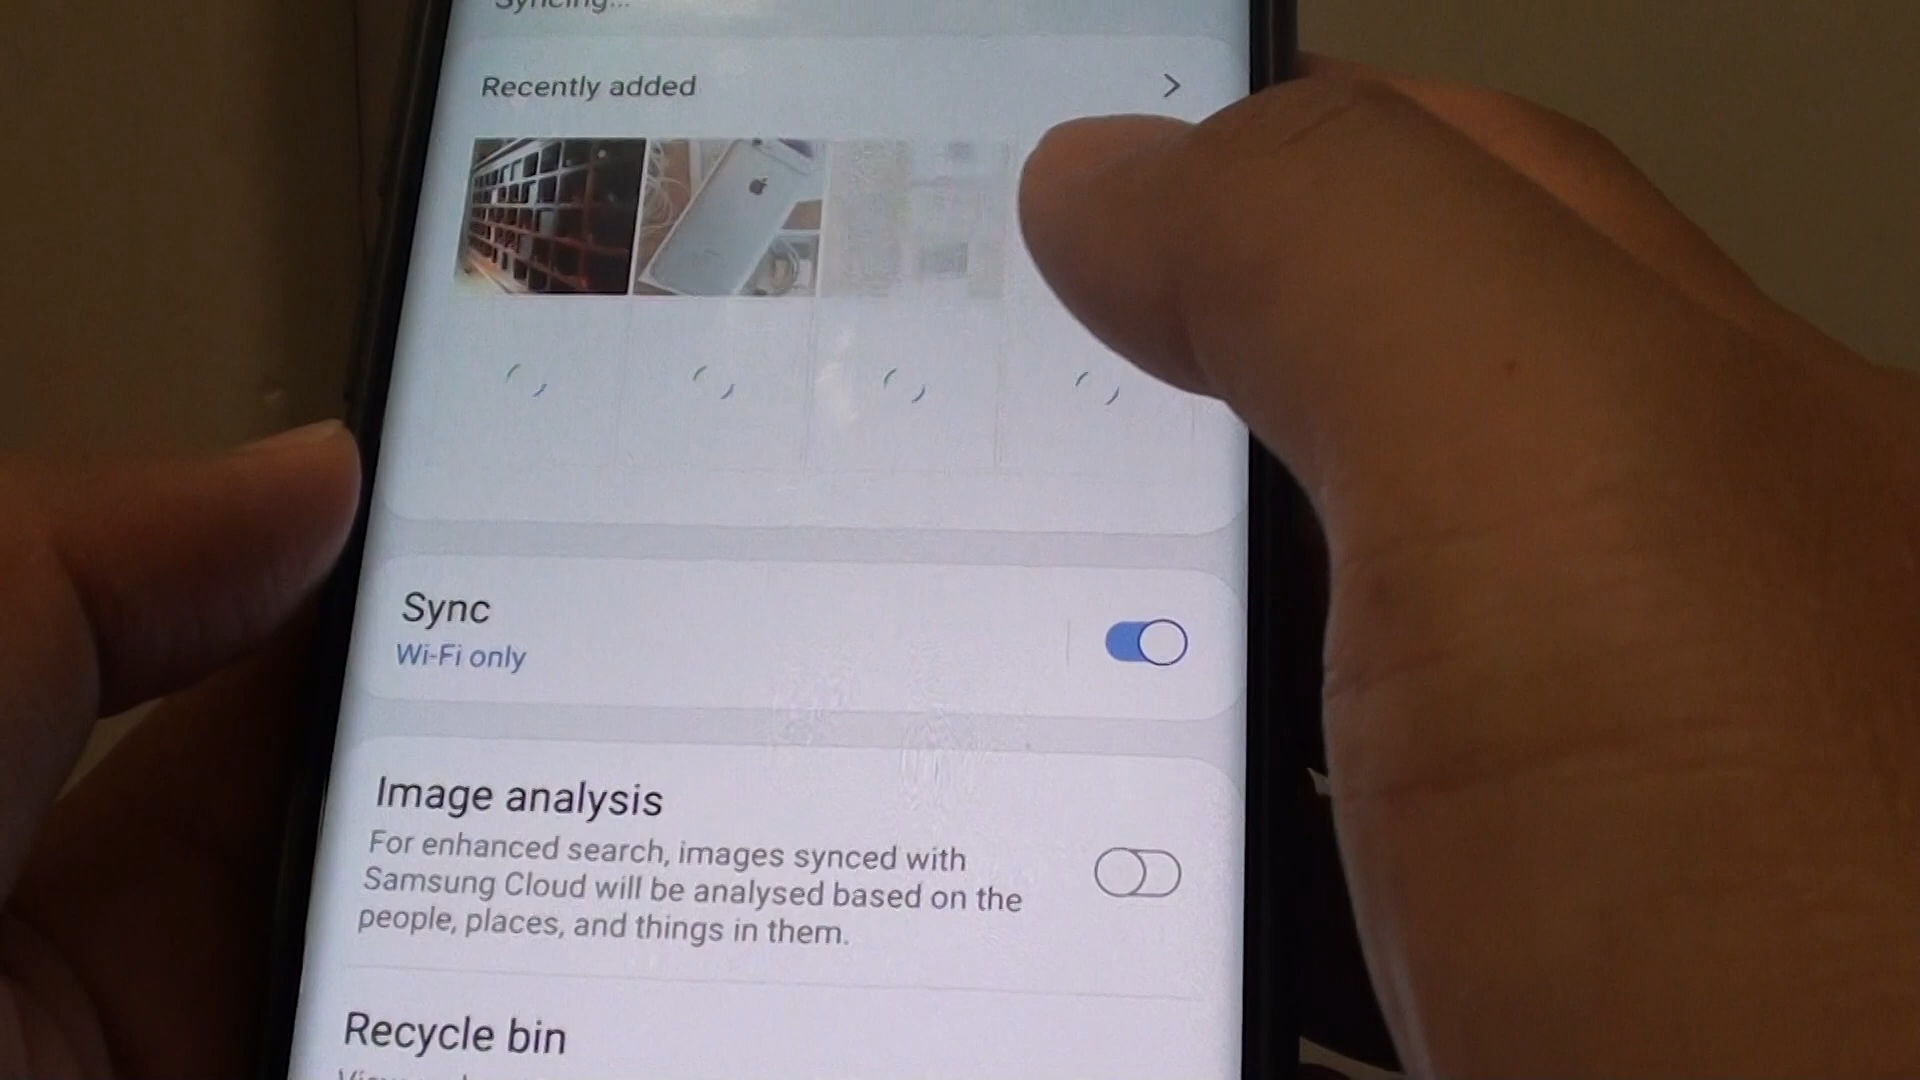 Syncing...
Recently added
Sync
Wi-Fi only
Image analysis
For enhanced search, images synced with
Samsung Cloud will be analysed based on the
people, places, and things in them.
Recycle bin